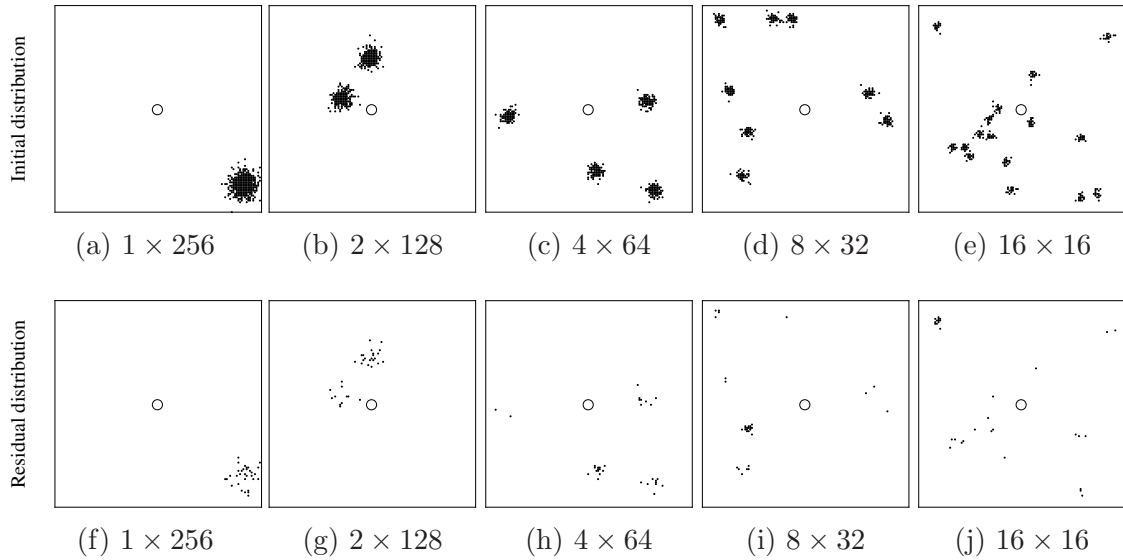 Initial distribution
(a) 1 × 256
(b) 2 × 128
(c) 4 × 64
(d) 8 × 32
(e) 16 × 16
Residual distribution
(f) 1 × 256
(g) 2 × 128
(h) 4 × 64
(i) 8 × 32
(j) 16 × 16